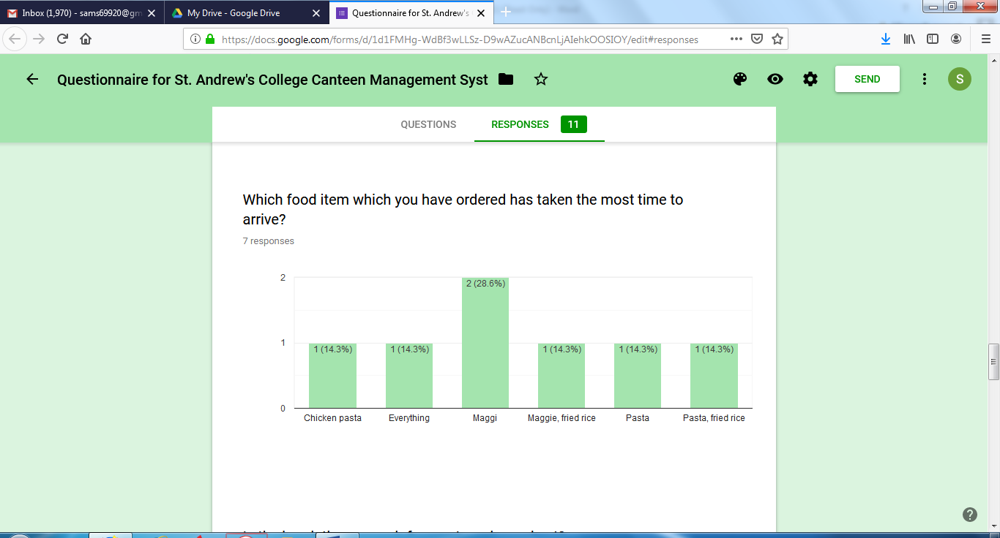 Inbox (1,970) - sams69920@gm
My Drive - Google Drive
Questionnaire for St. Andrew's
https://docs.google.com/forms/d/1d1FMHg-WdBf3wLLSz-D9wAZucANBcnLjAIehkOOSIOY/edit#responses
Questionnaire for St. Andrew's College Canteen Management Syst
SEND
S
QUESTIONS
RESPONSES 11
Which food item which you have ordered has taken the most time to
arrive?
7 responses
2
1
0
2 (28.6%)
1 (14.3%) 1 (14.3%) 1 (14.3%) 1 (14.3%) 1 (14.3%)
Chicken pasta Everything Maggi Maggie, fried rice Pasta Pasta, fried rice